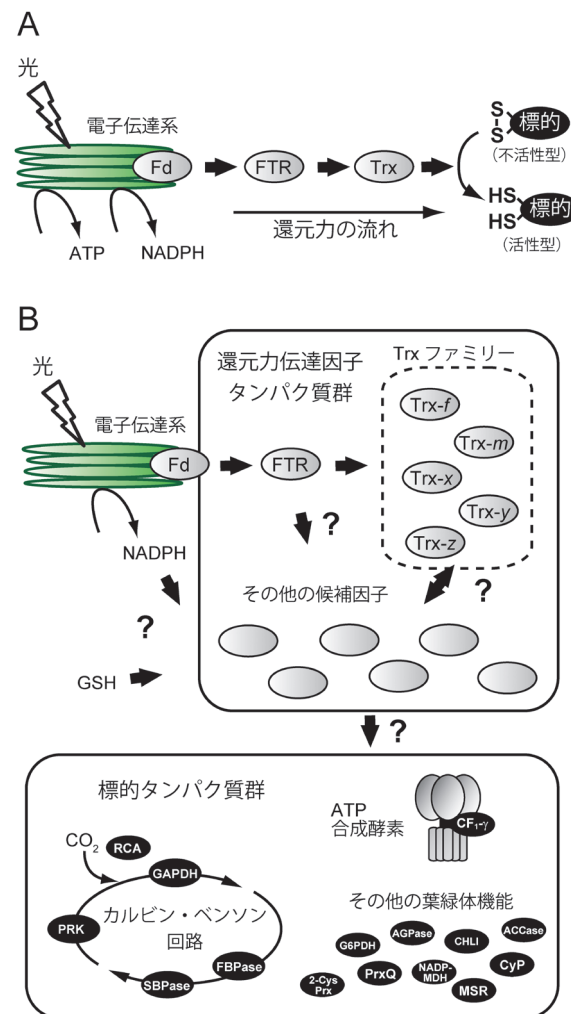 A
光
電子伝達系
Fd
FTR
Trx
S
S
標的
(不活性型)
HS
HS
標的
(活性型)
ATP
NADPH
還元力の流れ
B
光
電子伝達系
Fd
NADPH
?
GSH
還元力伝達因子
タンパク質群
FTR
?
Trx ファミリー
Trx-f
Trx-m
Trx-x
Trx-y
Trx-z
?
その他の候補因子
?
標的タンパク質群
CO2
RCA
GAPDH
PRK
カルビン・ベンソン
回路
FBPase
SBPase
ATP
合成酵素
CF1-γ
その他の葉緑体機能
G6PDH
AGPase
CHLI
ACCase
2-Cys
Prx
PrxQ
NADP-
MDH
MSR
CyP